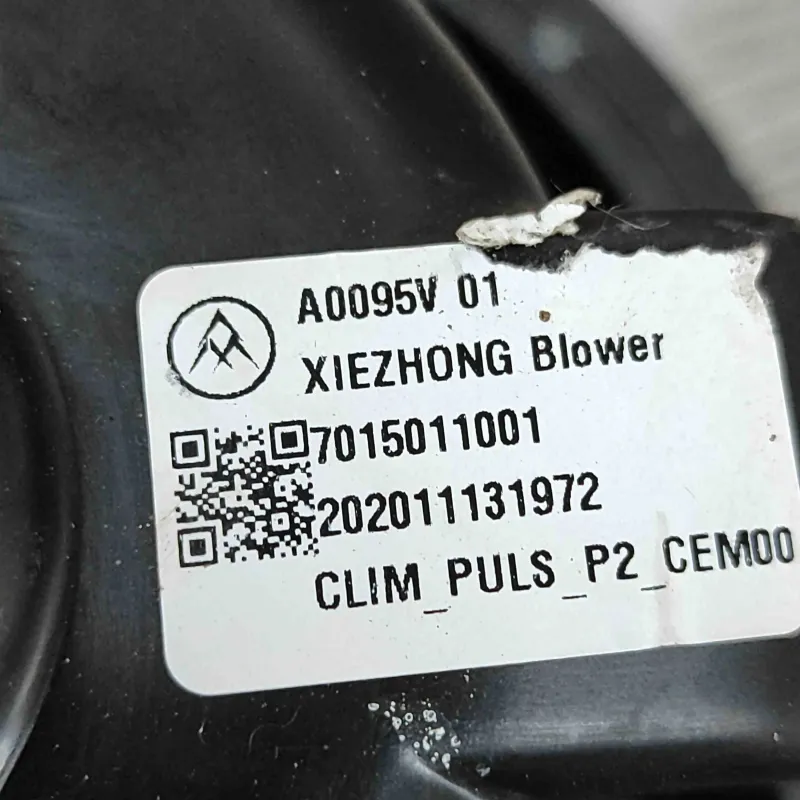 A0095V 01
XIEZHONG Blower
7015011001
202011131972
CLIM_PULS_P2_CEM00